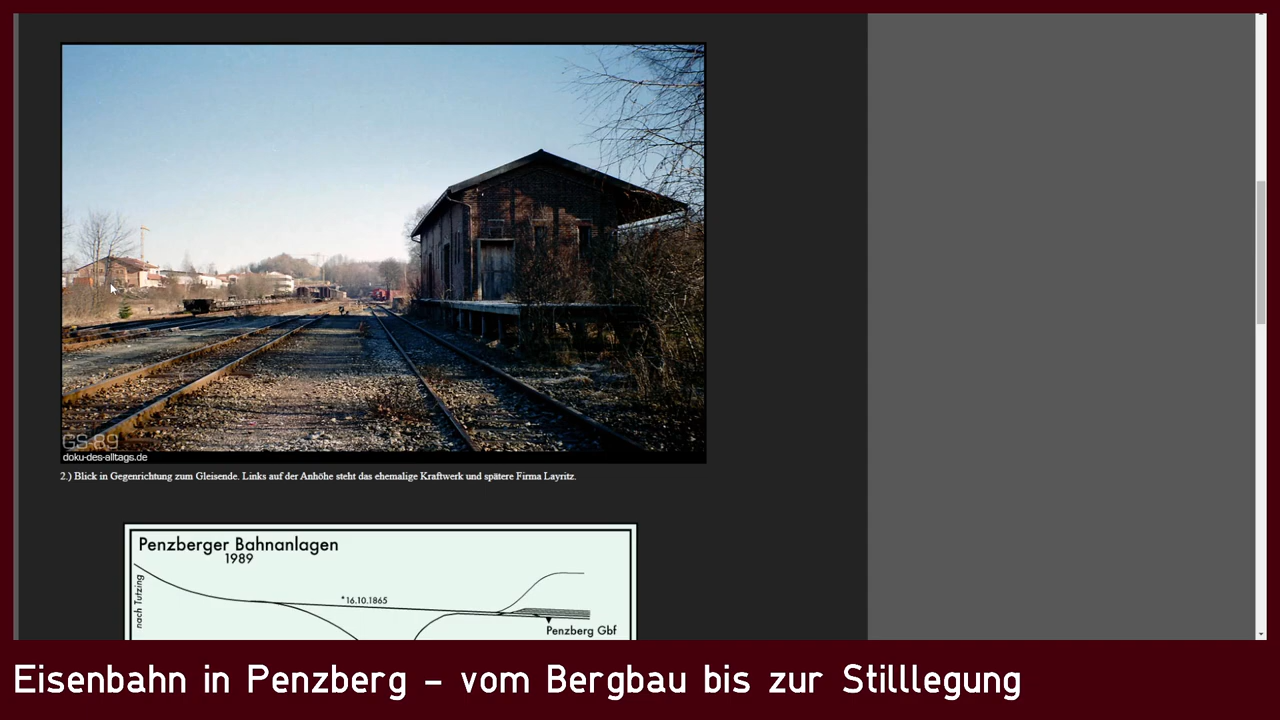 GS-89
doku-des-alltags.de
2.) Blick in Gegenrichtung zum Gleisende. Links auf der Anhöhe steht das ehemalige Kraftwerk und spätere Firma Layritz.
Penzberger Bahnanlagen
1989
nach Tutzing
*16.10.1865
Penzberg Gbf
Eisenbahn in Penzberg – vom Bergbau bis zur Stilllegung